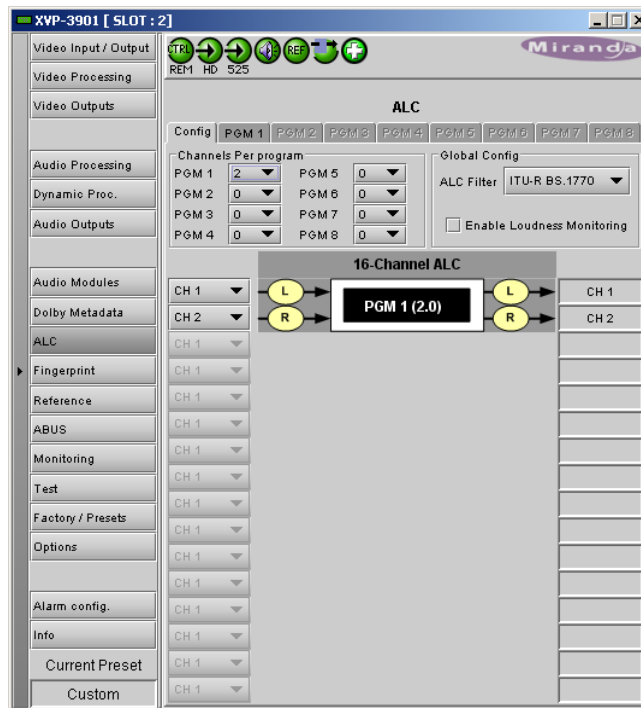 XVP-3901 [ SLOT : 2]
Video Input / Output
Video Processing
Video Outputs
Audio Processing
Dynamic Proc.
Audio Outputs
Audio Modules
Dolby Metadata
ALC
Fingerprint
Reference
ABUS
Monitoring
Test
Factory / Presets
Options
Alarm config.
Info
Current Preset
Custom
CTRL REF
REM HD 525
Miranda
ALC
Config PGM 1 PGM 2 PGM 3 PGM 4 PGM 5 PGM 6 PGM 7 PGM 8
Channels Per program
PGM 1 2 PGM 5 0
PGM 2 0 PGM 6 0
PGM 3 0 PGM 7 0
PGM 4 0 PGM 8 0
Global Config
ALC Filter ITU-R BS.1770
Enable Loudness Monitoring
16-Channel ALC
CH 1 L PGM 1 (2.0) L CH 1
CH 2 R R CH 2
CH 1
CH 1
CH 1
CH 1
CH 1
CH 1
CH 1
CH 1
CH 1
CH 1
CH 1
CH 1
CH 1
CH 1